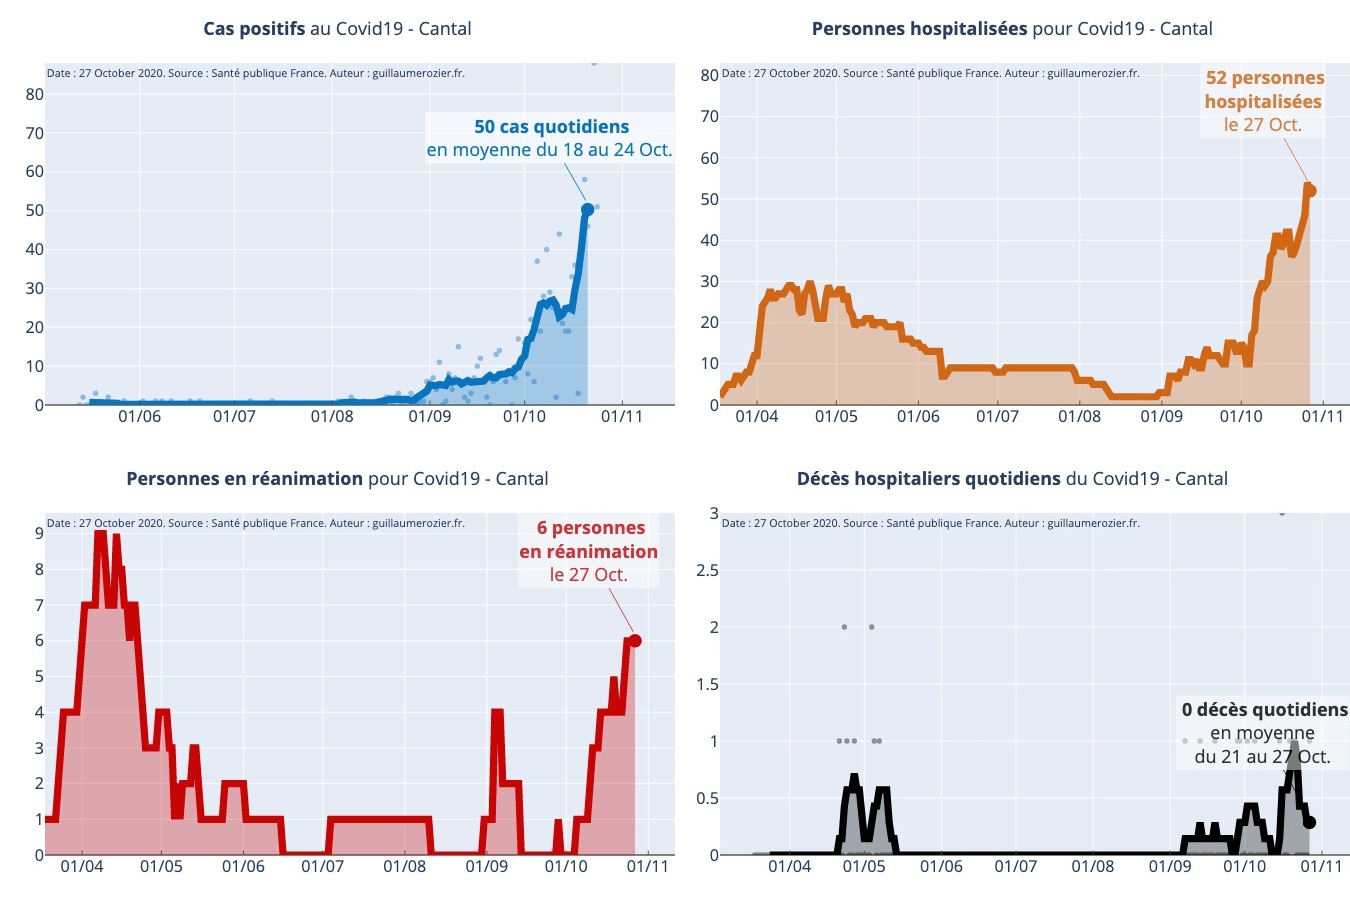 Cas positifs au Covid19 - Cantal
Date : 27 October 2020. Source : Santé publique France. Auteur : guillaumerozier.fr.
50 cas quotidiens
en moyenne du 18 au 24 Oct.
80
70
60
50
40
30
20
10
0
01/06 01/07 01/08 01/09 01/10 01/11
Personnes hospitalisées pour Covid19 - Cantal
Date : 27 October 2020. Source : Santé publique France. Auteur : guillaumerozier.fr.
52 personnes
hospitalisées
le 27 Oct.
80
70
60
50
40
30
20
10
0
01/04 01/05 01/06 01/07 01/08 01/09 01/10 01/11
Personnes en réanimation pour Covid19 - Cantal
Date : 27 October 2020. Source : Santé publique France. Auteur : guillaumerozier.fr.
6 personnes
en réanimation
le 27 Oct.
9
8
7
6
5
4
3
2
1
0
01/04 01/05 01/06 01/07 01/08 01/09 01/10 01/11
Décès hospitaliers quotidiens du Covid19 - Cantal
Date : 27 October 2020. Source : Santé publique France. Auteur : guillaumerozier.fr.
0 décès quotidiens
en moyenne
du 21 au 27 Oct.
3
2.5
2
1.5
1
0.5
0
01/04 01/05 01/06 01/07 01/08 01/09 01/10 01/11